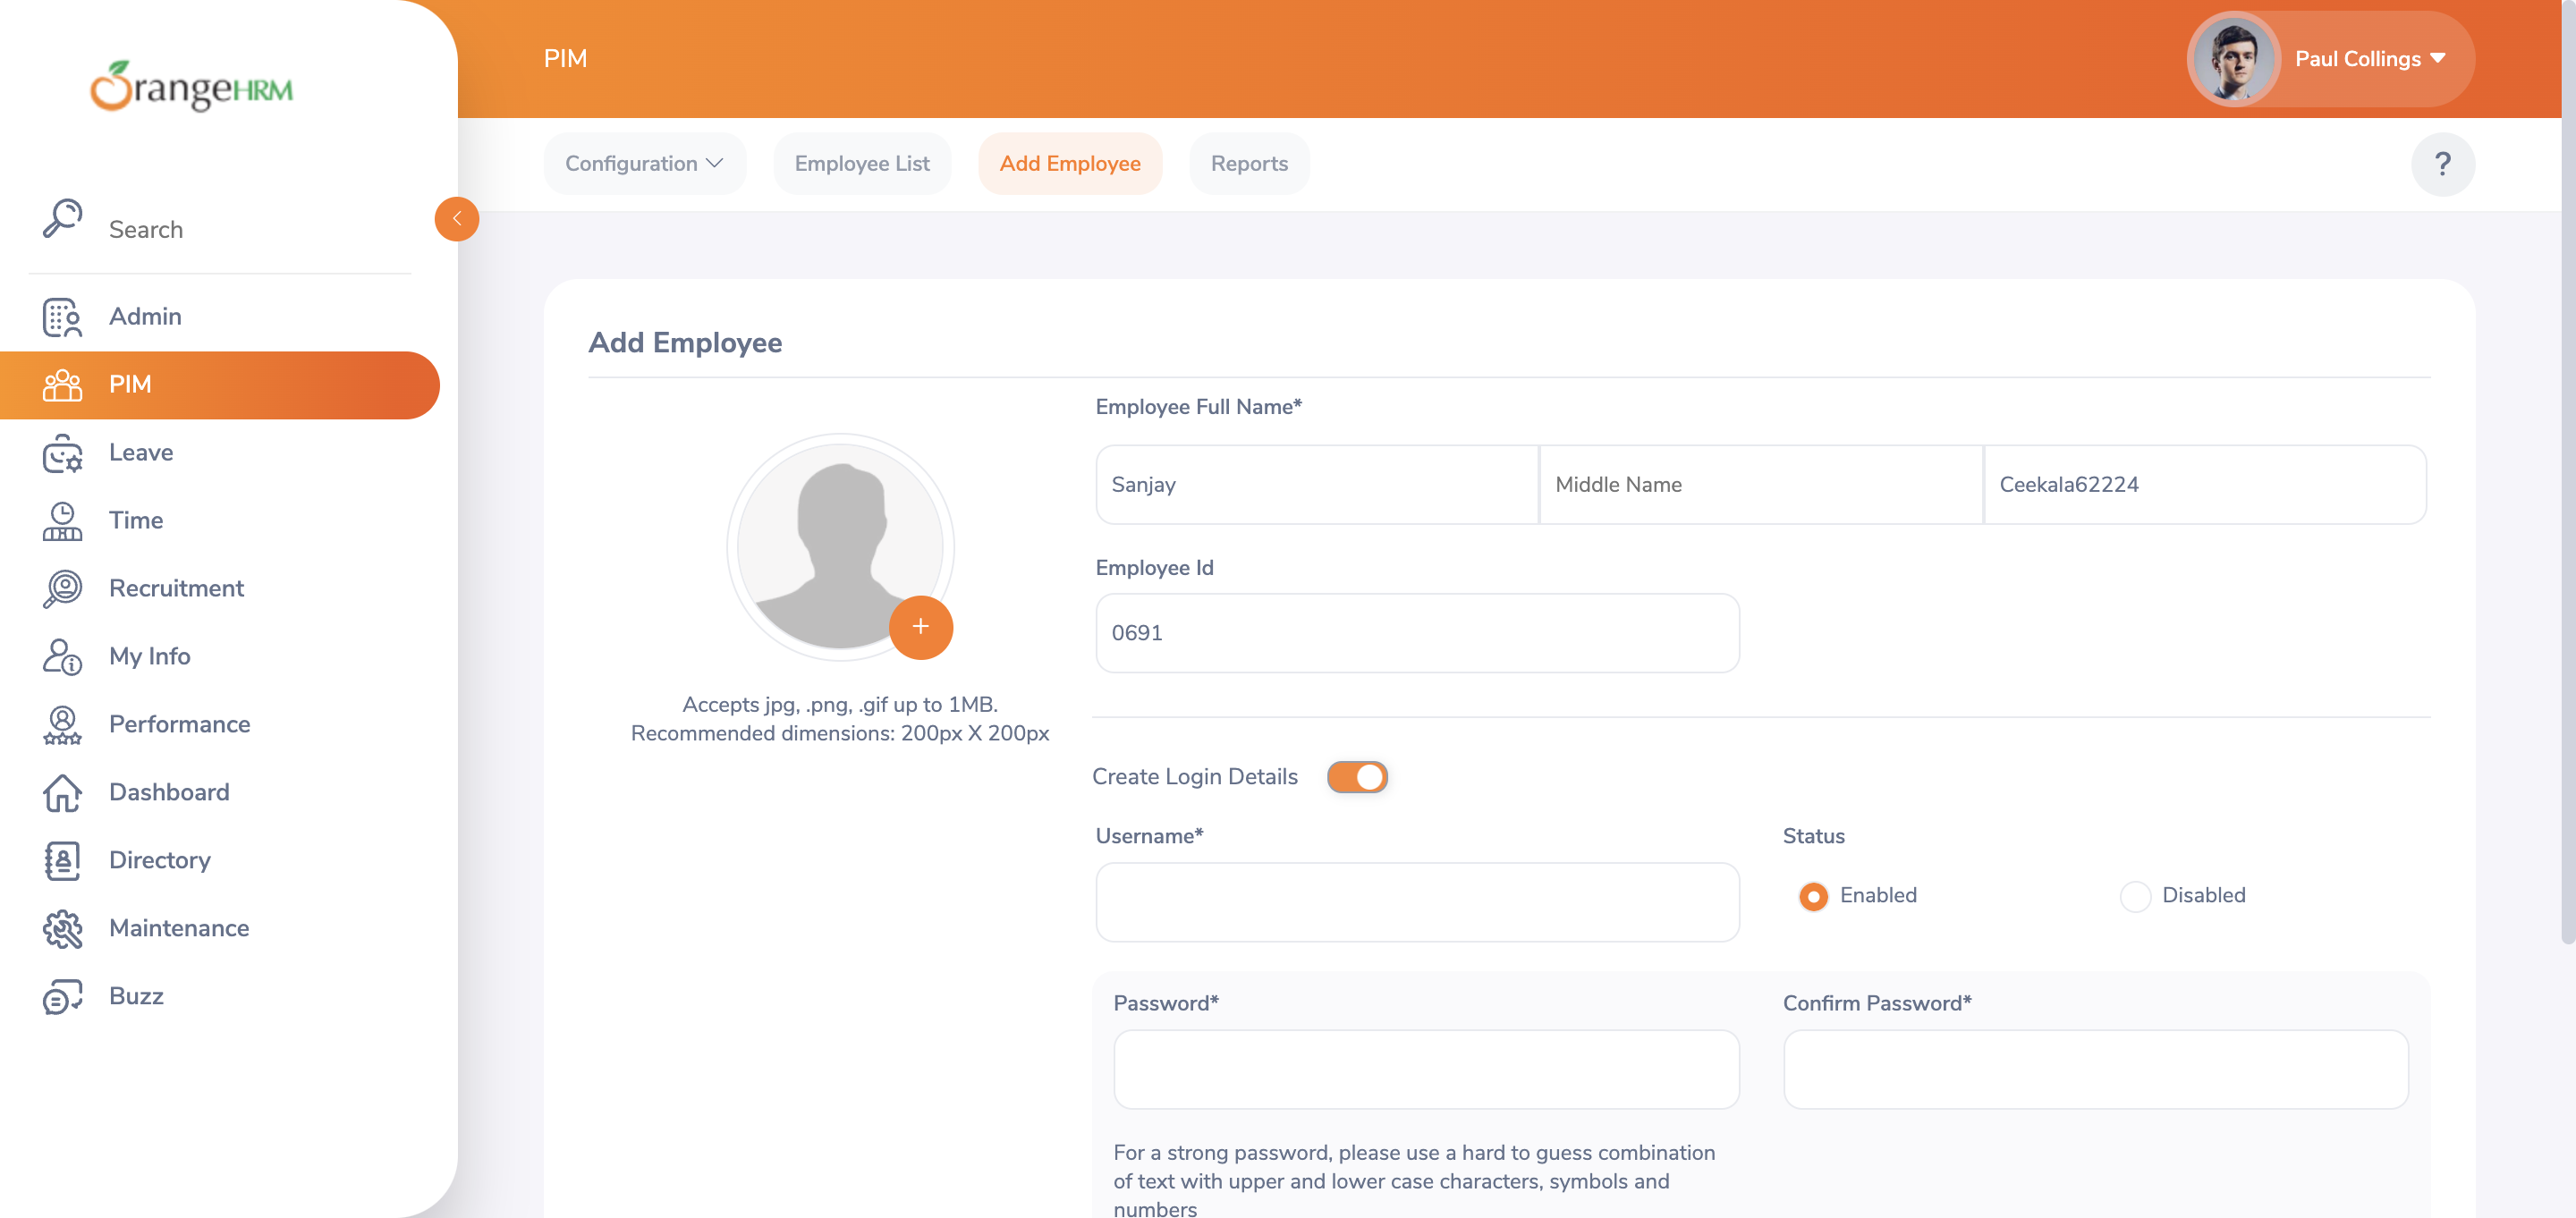 OrangeHRM
PIM
Paul Collings
Configuration
Employee List
Add Employee
Reports
?
Search
Admin
PIM
Leave
Time
Recruitment
My Info
Performance
Dashboard
Directory
Maintenance
Buzz
Add Employee
Accepts jpg, .png, .gif up to 1MB.
Recommended dimensions: 200px X 200px
Employee Full Name*
Sanjay
Middle Name
Ceekala62224
Employee Id
0691
Create Login Details
Username*
Status
Enabled
Disabled
Password*
Confirm Password*
For a strong password, please use a hard to guess combination
of text with upper and lower case characters, symbols and
numbers